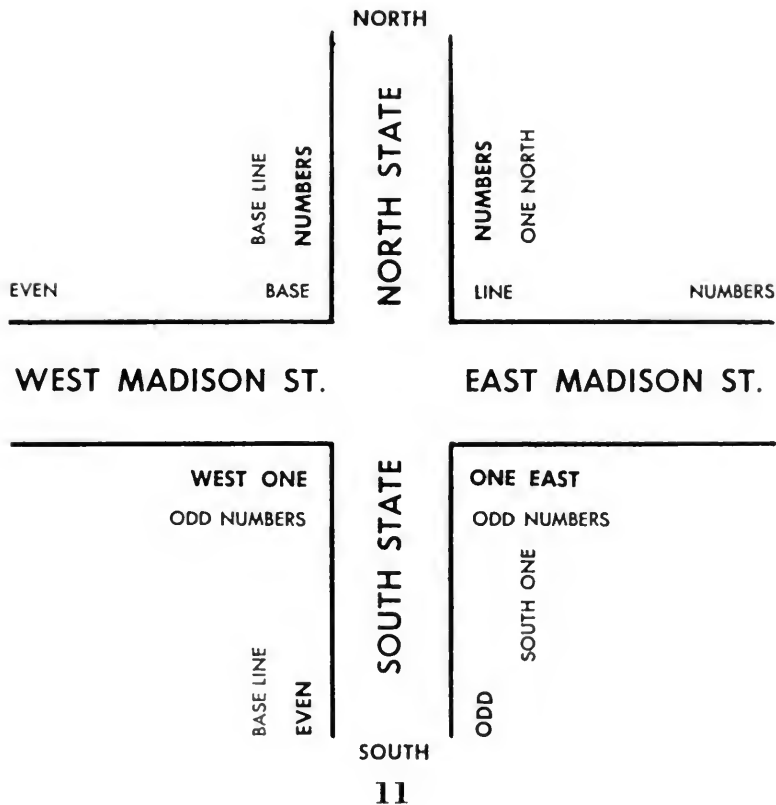 NORTH
BASE LINE
NUMBERS
NORTH STATE
NUMBERS
ONE NORTH
EVEN BASE LINE NUMBERS
WEST MADISON ST. EAST MADISON ST.
WEST ONE ONE EAST
ODD NUMBERS ODD NUMBERS
BASE LINE
EVEN
SOUTH STATE
ODD
SOUTH ONE
SOUTH
11